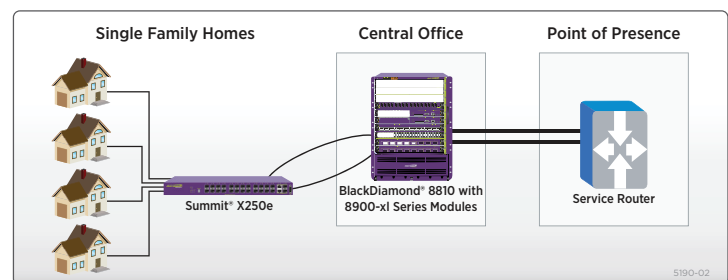 Single Family Homes
Central Office
Point of Presence
Summit® X250e
BlackDiamond® 8810 with
8900-xl Series Modules
Service Router
5190-02